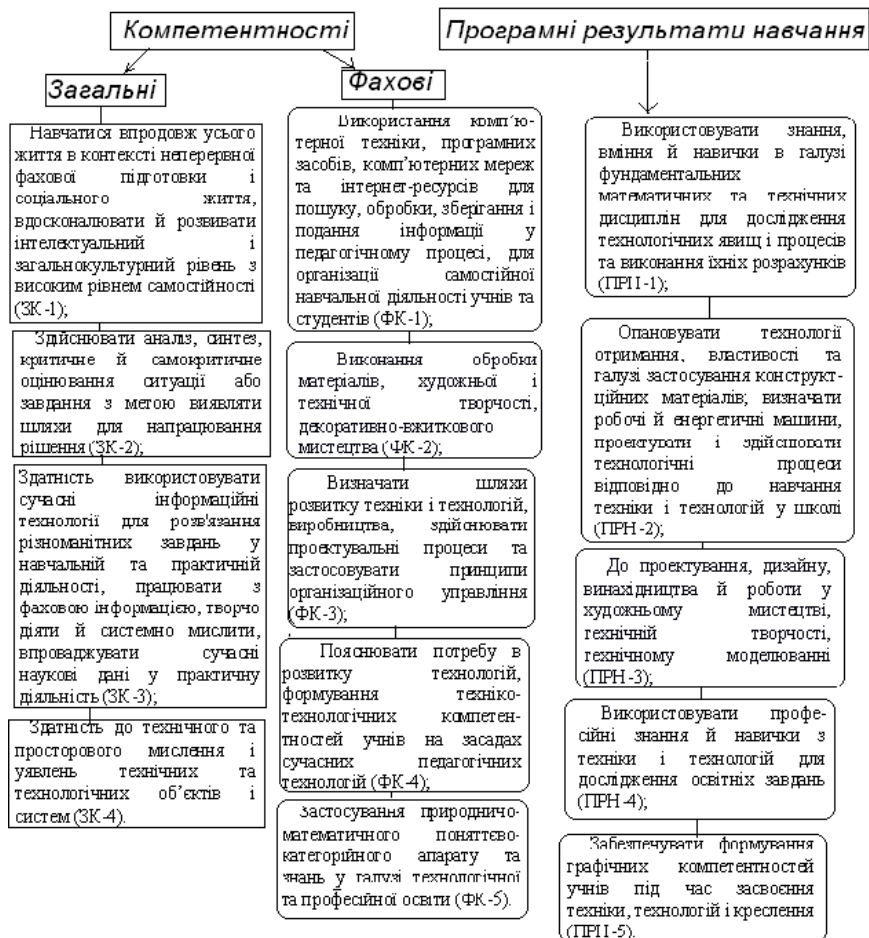 Компетентності
Програмні результати навчання
Загальні
Фахові
Навчатися впродовж усього
життя в контексті неперервної
фахової підготовки і
соціального життя,
вдосконалювати й розвивати
інтелектуальний і
загальнокультурний рівень з
високим рівнем самостійності
(ЗК-1);
Здійснювати аналіз, синтез,
критичне й самокритичне
оцінювання ситуації або
завдання з метою виявляти
шляхи для напрацювання
рішення (ЗК-2);
Здатність використовувати
сучасні інформаційні
технології для розв'язання
різноманітних завдань у
навчальній та практичній
діяльності, працювати з
фаховою інформацією, творчо
діяти й системно мислити,
впроваджувати сучасні
наукові дані у практичну
діяльність (ЗК-3);
Здатність до технічного та
просторового мислення і
уявлень технічних та
технологічних об’єктів і
систем (ЗК-4).
Використання комп’ю-
терної техніки, програмних
засобів, комп’ютерних мереж
та інтернет-ресурсів для
пошуку, обробки, зберігання і
подання інформації у
педагогічному процесі, для
організації самостійної
навчальної діяльності учнів та
студентів (ФК-1);
Виконання обробки
матеріалів, художньої і
технічної творчості,
декоративно-вжиткового
мистецтва (ФК-2);
Визначати шляхи
розвитку техніки і технологій,
виробництва, здійснювати
проектувальні процеси та
застосовувати принципи
організаційного управління
(ФК-3);
Пояснювати потребу в
розвитку технологій,
формування техніко-
технологічних компетен-
тностей учнів на засадах
сучасних педагогічних
технологій (ФК-4);
Застосування природничо-
математичного поняттєво-
категорійного апарату та
знань у галузі технологічної
та професійної освіти (ФК-5).
Використовувати знання,
вміння й навички в галузі
фундаментальних
математичних та технічних
дисциплін для дослідження
технологічних явищ і процесів
та виконання їхніх розрахунків
(ПРН-1);
Опановувати технології
отримання, властивості та
галузі застосування конструкт-
ційних матеріалів; визначати
робочі й енергетичні машини,
проектувати і здійснювати
технологічні процеси
відповідно до навчання
техніки і технологій у школі
(ПРН-2);
До проектування, дизайну,
винахідництва й роботи у
художньому мистецтві,
технічній творчості,
технічному моделюванні
(ПРН-3);
Використовувати профе-
сійні знання й навички з
техніки і технологій для
дослідження освітніх завдань
(ПРН-4);
Забезпечувати формування
графічних компетентностей
учнів під час засвоєння
техніки, технологій і креслення
(ПРН-5).